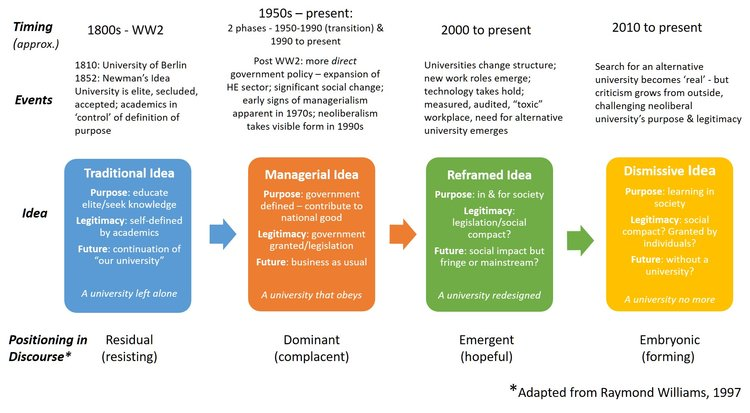 Timing
(approx.)
1800s - WW2
1950s – present:
2 phases - 1950-1990 (transition) &
1990 to present
2000 to present
2010 to present
Events
1810: University of Berlin
1852: Newman's Idea
University is elite, secluded,
accepted; academics in
'control' of definition of
purpose
Post WW2: more direct
government policy – expansion of
HE sector; significant social change;
early signs of managerialism
apparent in 1970s; neoliberalism
takes visible form in 1990s
Universities change structure;
new work roles emerge;
technology takes hold;
measured, audited, "toxic"
workplace, need for alternative
university emerges
Search for an alternative
university becomes 'real' - but
criticism grows from outside,
challenging neoliberal
university's purpose & legitimacy
Idea
Traditional Idea
Purpose: educate
elite/seek knowledge
Legitimacy: self-defined
by academics
Future: continuation of
"our university"
A university left alone
Managerial Idea
Purpose: government
defined – contribute to
national good
Legitimacy: government
granted/legislation
Future: business as usual
A university that obeys
Reframed Idea
Purpose: in & for society
Legitimacy:
legislation/social
compact?
Future: social impact but
fringe or mainstream?
A university redesigned
Dismissive Idea
Purpose: learning in
society
Legitimacy: social
compact? Granted by
individuals?
Future: without a
university?
A university no more
Positioning in
Discourse*
Residual
(resisting)
Dominant
(complacent)
Emergent
(hopeful)
Embryonic
(forming)
*Adapted from Raymond Williams, 1997